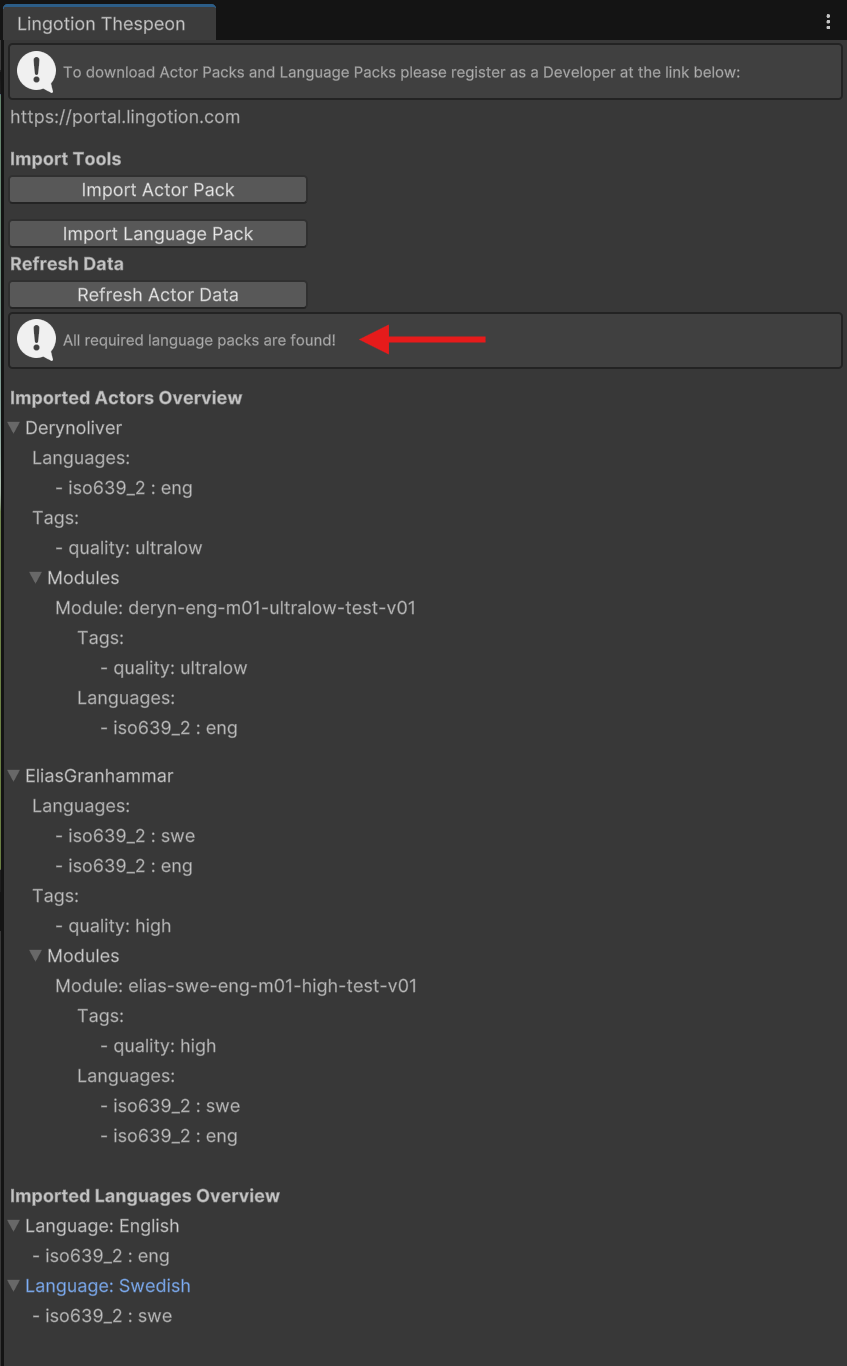 Lingotion Thespeon
To download Actor Packs and Language Packs please register as a Developer at the link below:
https://portal.lingotion.com
Import Tools
Import Actor Pack
Import Language Pack
Refresh Data
Refresh Actor Data
All required language packs are found!
Imported Actors Overview
Derynoliver
Languages:
- iso639_2 : eng
Tags:
- quality: ultralow
Modules
Module: deryn-eng-m01-ultralow-test-v01
Tags:
- quality: ultralow
Languages:
- iso639_2 : eng
EliasGranhammar
Languages:
- iso639_2 : swe
- iso639_2 : eng
Tags:
- quality: high
Modules
Module: elias-swe-eng-m01-high-test-v01
Tags:
- quality: high
Languages:
- iso639_2 : swe
- iso639_2 : eng
Imported Languages Overview
Language: English
- iso639_2 : eng
Language: Swedish
- iso639_2 : swe